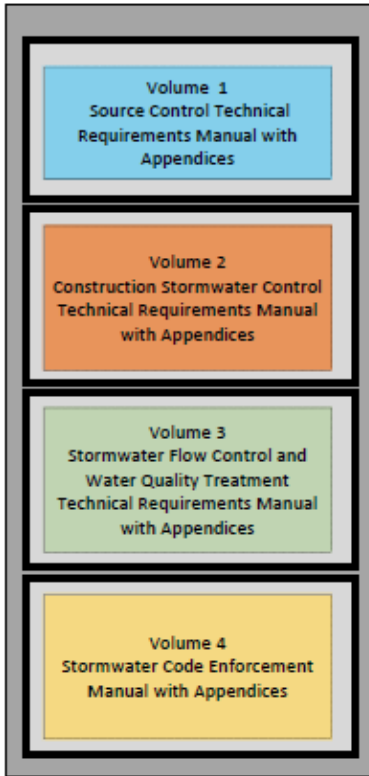 Volume 1
Source Control Technical
Requirements Manual with
Appendices
Volume 2
Construction Stormwater Control
Technical Requirements Manual
with Appendices
Volume 3
Stormwater Flow Control and
Water Quality Treatment
Technical Requirements Manual
with Appendices
Volume 4
Stormwater Code Enforcement
Manual with Appendices